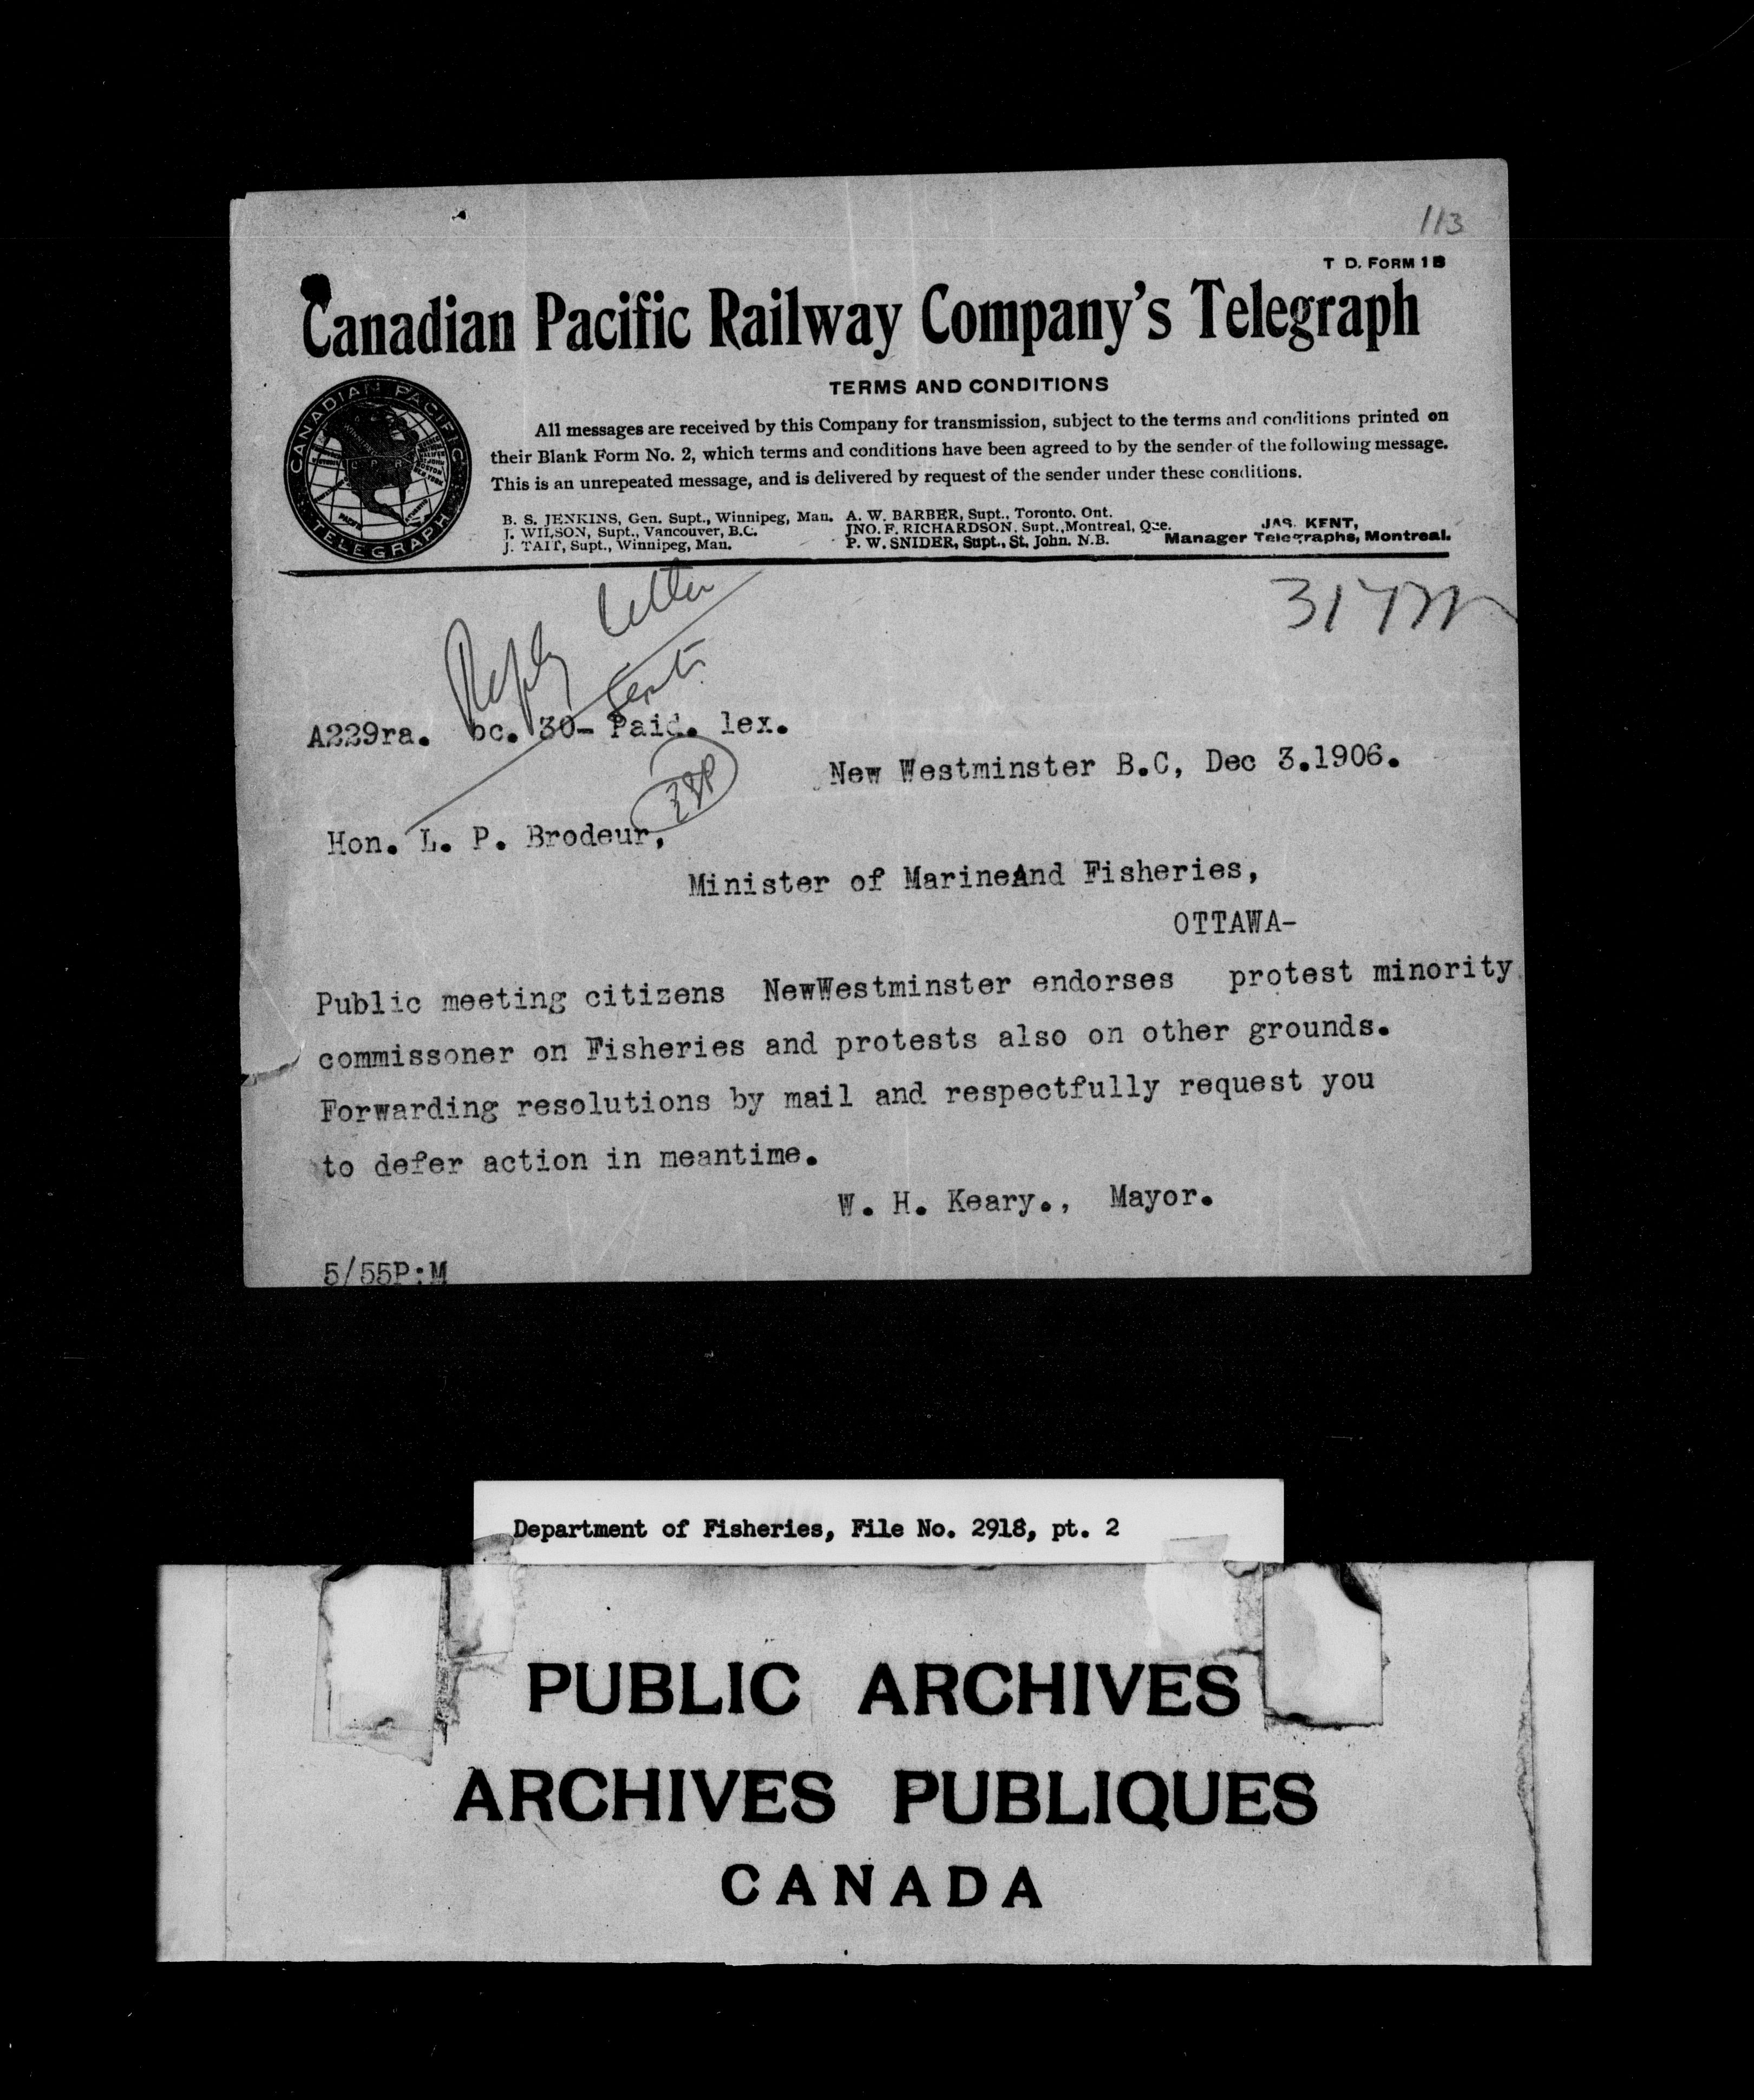 113
T D. FORM 1 B
Canadian Pacific Railway Company's Telegraph
CANADIAN PACIFIC
TELEGRAPH
TERMS AND CONDITIONS
All messages are received by this Company for transmission, subject to the terms and conditions printed on
their Blank Form No. 2, which terms and conditions have been agreed to by the sender of the following message.
This is an unrepeated message, and is delivered by request of the sender under these conditions.
B. S. JENKINS, Gen. Supt., Winnipeg, Man.
J. WILSON, Supt., Vancouver, B.C.
J. TAIT, Supt., Winnipeg, Man.
A. W. BARBER, Supt., Toronto. Ont.
JNO. F. RICHARDSON. Supt., Montreal, Que.
P. W. SNIDER, Supt., St. John. N.B.
JAS. KENT,
Manager Telegraphs, Montreal.
Reply letter
sent
A229ra. bc. 30- Paid. lex.
New Westminster B.C, Dec 3.1906.
Hon. L. P. Brodeur,
Minister of MarineAnd Fisheries,
OTTAWA-
Public meeting citizens NewWestminster endorses protest minority
commissoner on Fisheries and protests also on other grounds.
Forwarding resolutions by mail and respectfully request you
to defer action in meantime.
W. H. Keary., Mayor.
5/55P:M
Department of Fisheries, File No. 2918, pt. 2
PUBLIC ARCHIVES
ARCHIVES PUBLIQUES
CANADA